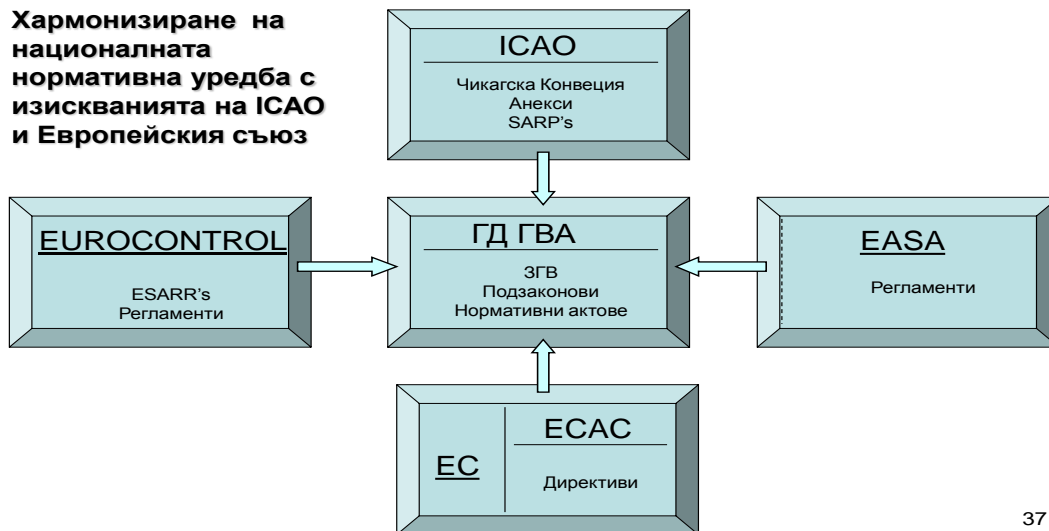 Хармонизиране на
националната
нормативна уредба с
изискванията на ICAO
и Европейския съюз
ICAO
Чикагска Конвеция
Анекси
SARP's
EUROCONTROL
ESARR's
Регламенти
ГД ГВА
ЗГВ
Подзаконови
Нормативни актове
EASA
Регламенти
ЕС
ECAC
Директиви
37